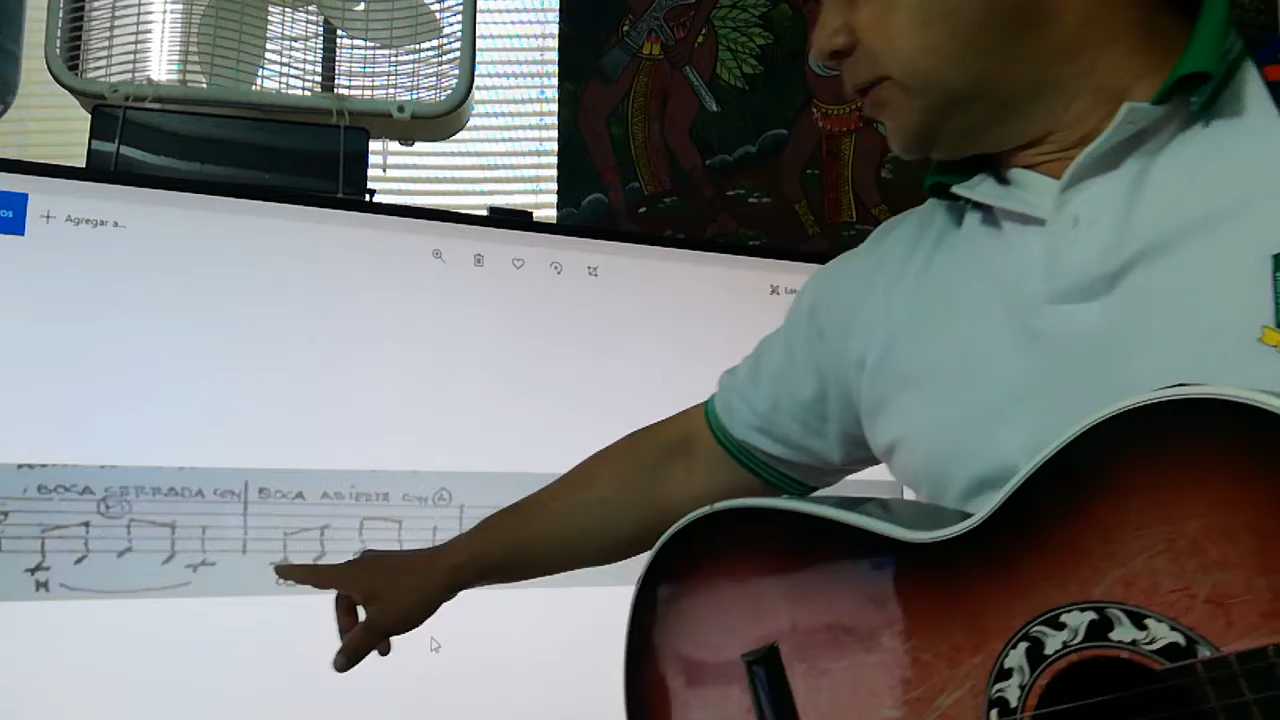 Agregar a...
BOCA CERRADA CON
BOCA ABIERTA CON A
M
M